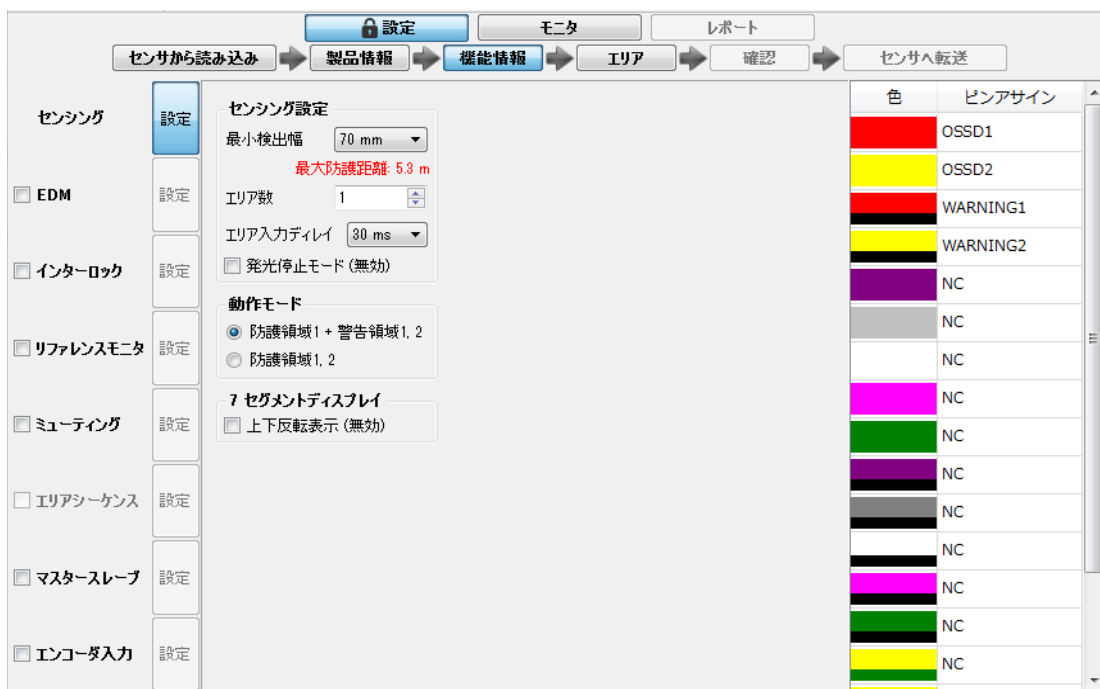 設定 モニタ レポート
センサから読み込み 製品情報 機能情報 エリア 確認 センサへ転送
センシング 設定
EDM 設定
インターロック 設定
リファレンスモニタ 設定
ミューティング 設定
エリアシーケンス 設定
マスタースレーブ 設定
エンコーダ入力 設定
センシング設定
最小検出幅 70 mm
最大防護距離: 5.3 m
エリア数 1
エリア入力ディレイ 30 ms
発光停止モード (無効)
動作モード
防護領域1 + 警告領域1, 2
防護領域1, 2
7 セグメントディスプレイ
上下反転表示 (無効)
色 ピンアサイン
OSSD1
OSSD2
WARNING1
WARNING2
NC
NC
NC
NC
NC
NC
NC
NC
NC
NC
NC